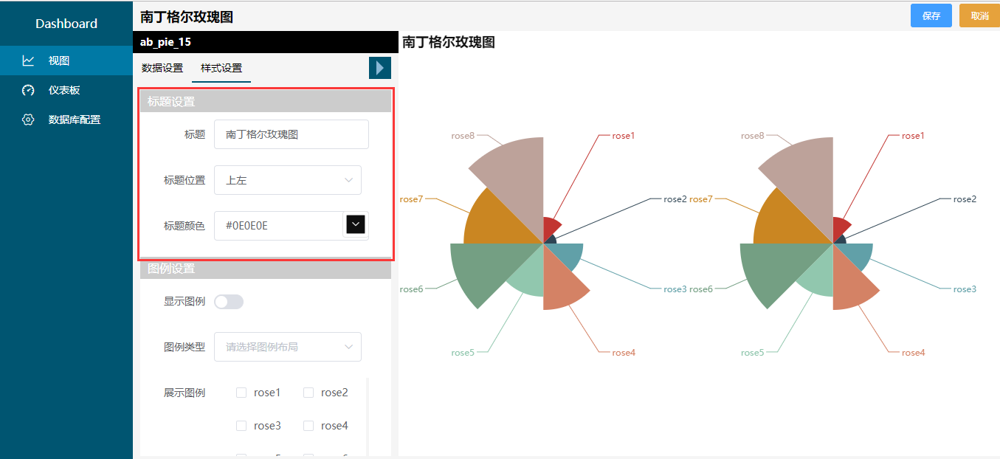 Dashboard
视图
仪表板
数据库配置
南丁格尔玫瑰图
保存
取消
ab_pie_15
数据设置
样式设置
标题设置
标题
南丁格尔玫瑰图
标题位置
上左
标题颜色
#0E0E0E
图例设置
显示图例
图例类型
请选择图例布局
展示图例
rose1
rose2
rose3
rose4
南丁格尔玫瑰图
rose8
rose1
rose7
rose2
rose6
rose3
rose5
rose4
rose8
rose1
rose7
rose2
rose6
rose3
rose5
rose4